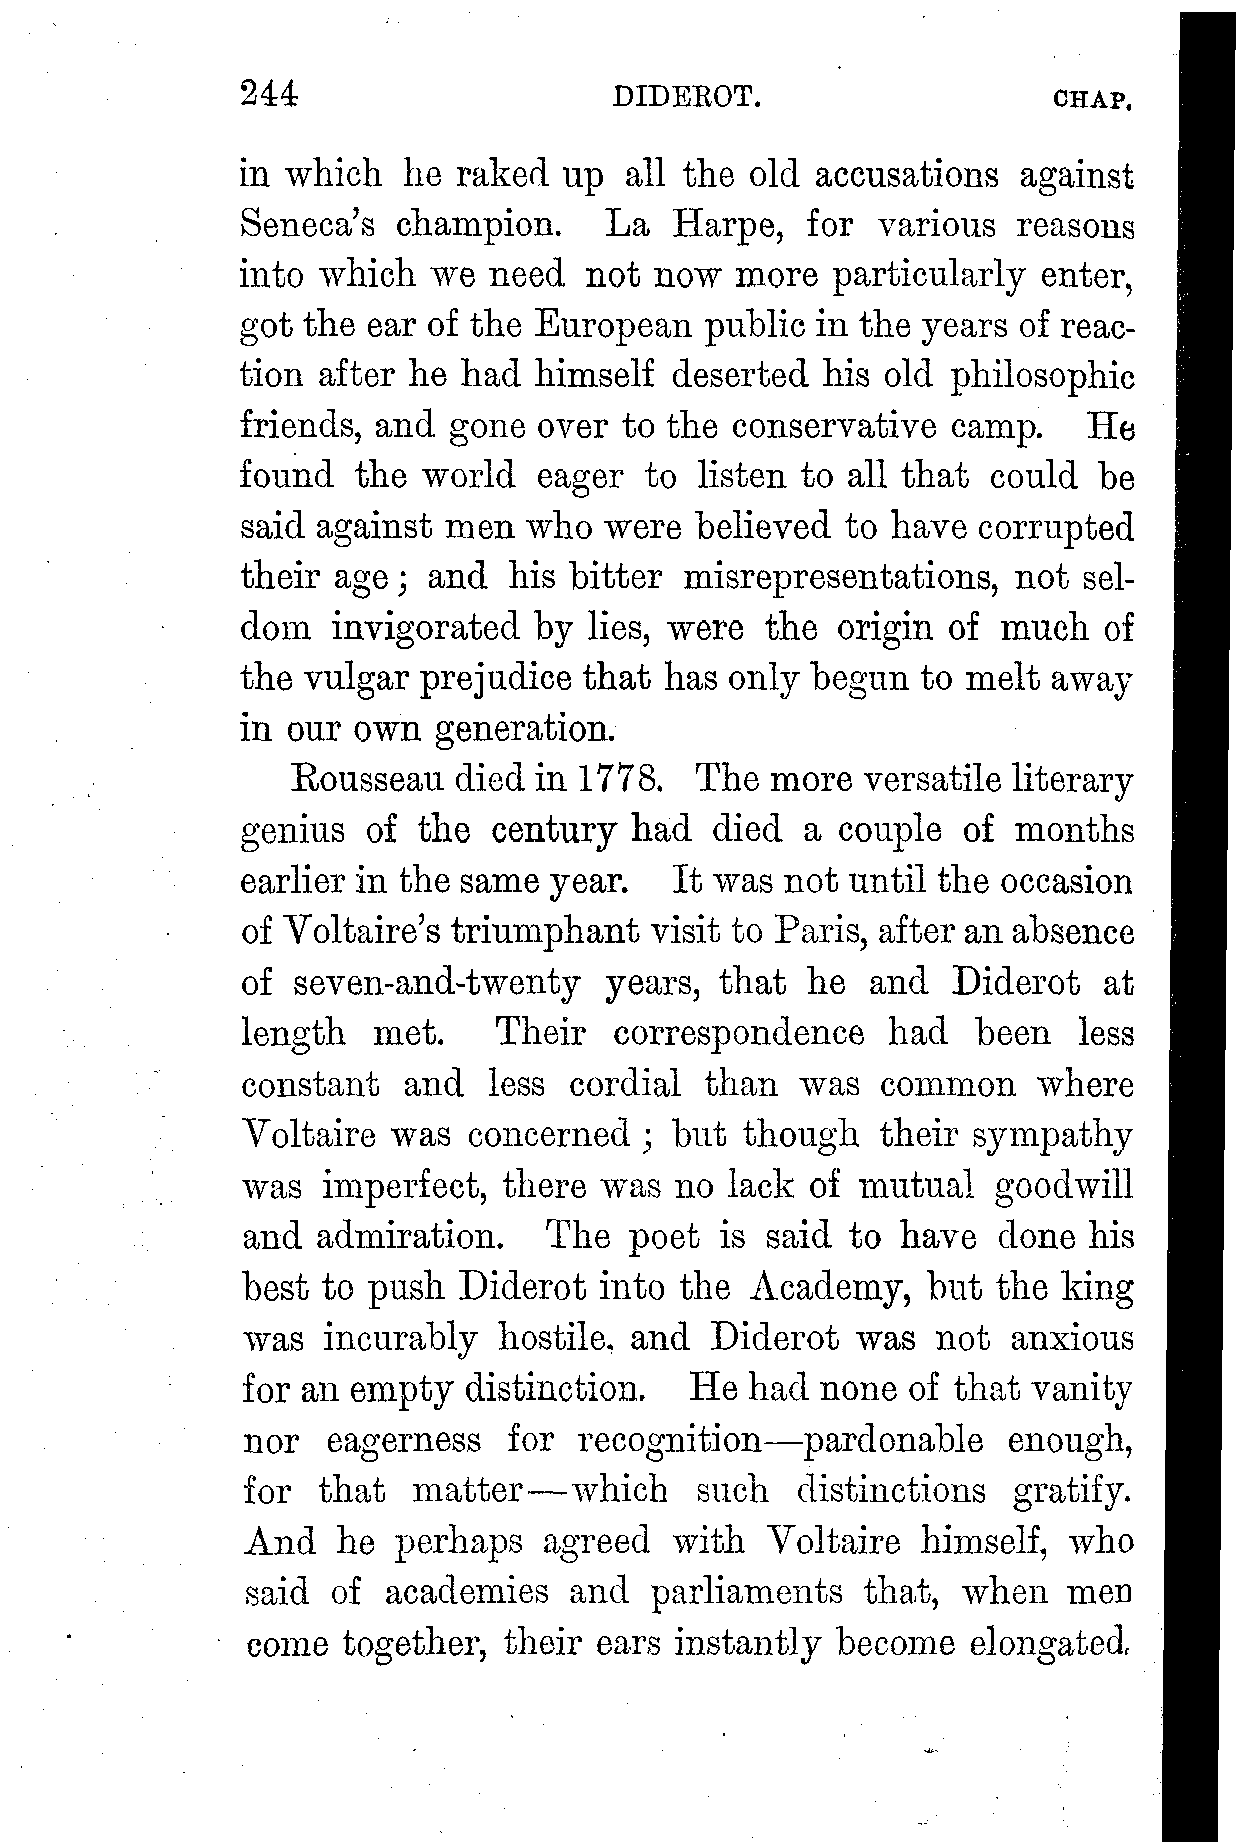 244 DIDEROT. CHAP.
in which he raked up all the old accusations against
Seneca's champion. La Harpe, for various reasons
into which we need not now more particularly enter,
got the ear of the European public in the years of reac-
tion after he had himself deserted his old philosophic
friends, and gone over to the conservative camp. He
found the world eager to listen to all that could be
said against men who were believed to have corrupted
their age ; and his bitter misrepresentations, not sel-
dom invigorated by lies, were the origin of much of
the vulgar prejudice that has only begun to melt away
in our own generation.
Rousseau died in 1778. The more versatile literary
genius of the century had died a couple of months
earlier in the same year. It was not until the occasion
of Voltaire's triumphant visit to Paris, after an absence
of seven-and-twenty years, that he and Diderot at
length met. Their correspondence had been less
constant and less cordial than was common where
Voltaire was concerned ; but though their sympathy
was imperfect, there was no lack of mutual goodwill
and admiration. The poet is said to have done his
best to push Diderot into the Academy, but the king
was incurably hostile, and Diderot was not anxious
for an empty distinction. He had none of that vanity
nor eagerness for recognition—pardonable enough,
for that matter—which such distinctions gratify.
And he perhaps agreed with Voltaire himself, who
said of academies and parliaments that, when men
come together, their ears instantly become elongated.